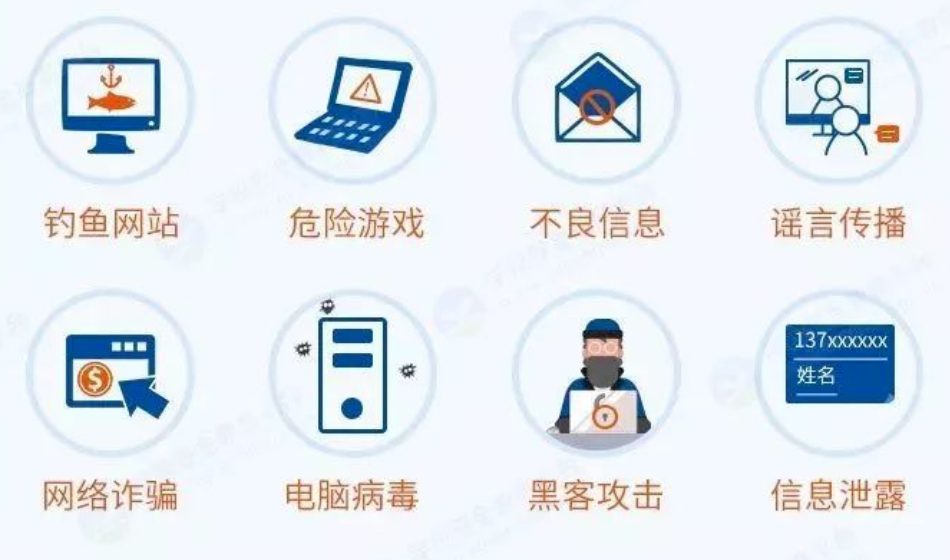 钓鱼网站
危险游戏
不良信息
谣言传播
137xxxxxx
姓名
网络诈骗
电脑病毒
黑客攻击
信息泄露